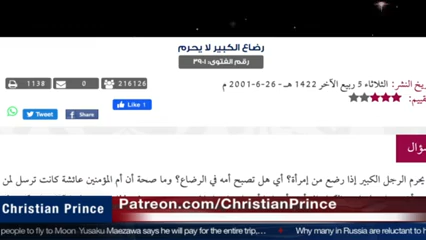 رضاع الكبير لا يحرم
رقم الفتوى: ٣٩٠١
تاريخ النشر: الثلاثاء 5 ربيع الآخر 1422 هـ - 26-6-2001 م
1138 0 216126
Like 1
Tweet Share
يحرم الرجل الكبير إذا رضع من إمرأة؟ أي هل تصبح أمه في الرضاع؟ وما صحة أن أم المؤمنين عائشة كانت ترسل لمن
Patreon.com/ChristianPrince
Christian Prince
people to fly to Moon Yusaku Maezawa says he will pay for the entire trip,... Why many in Russia are reluctant to h